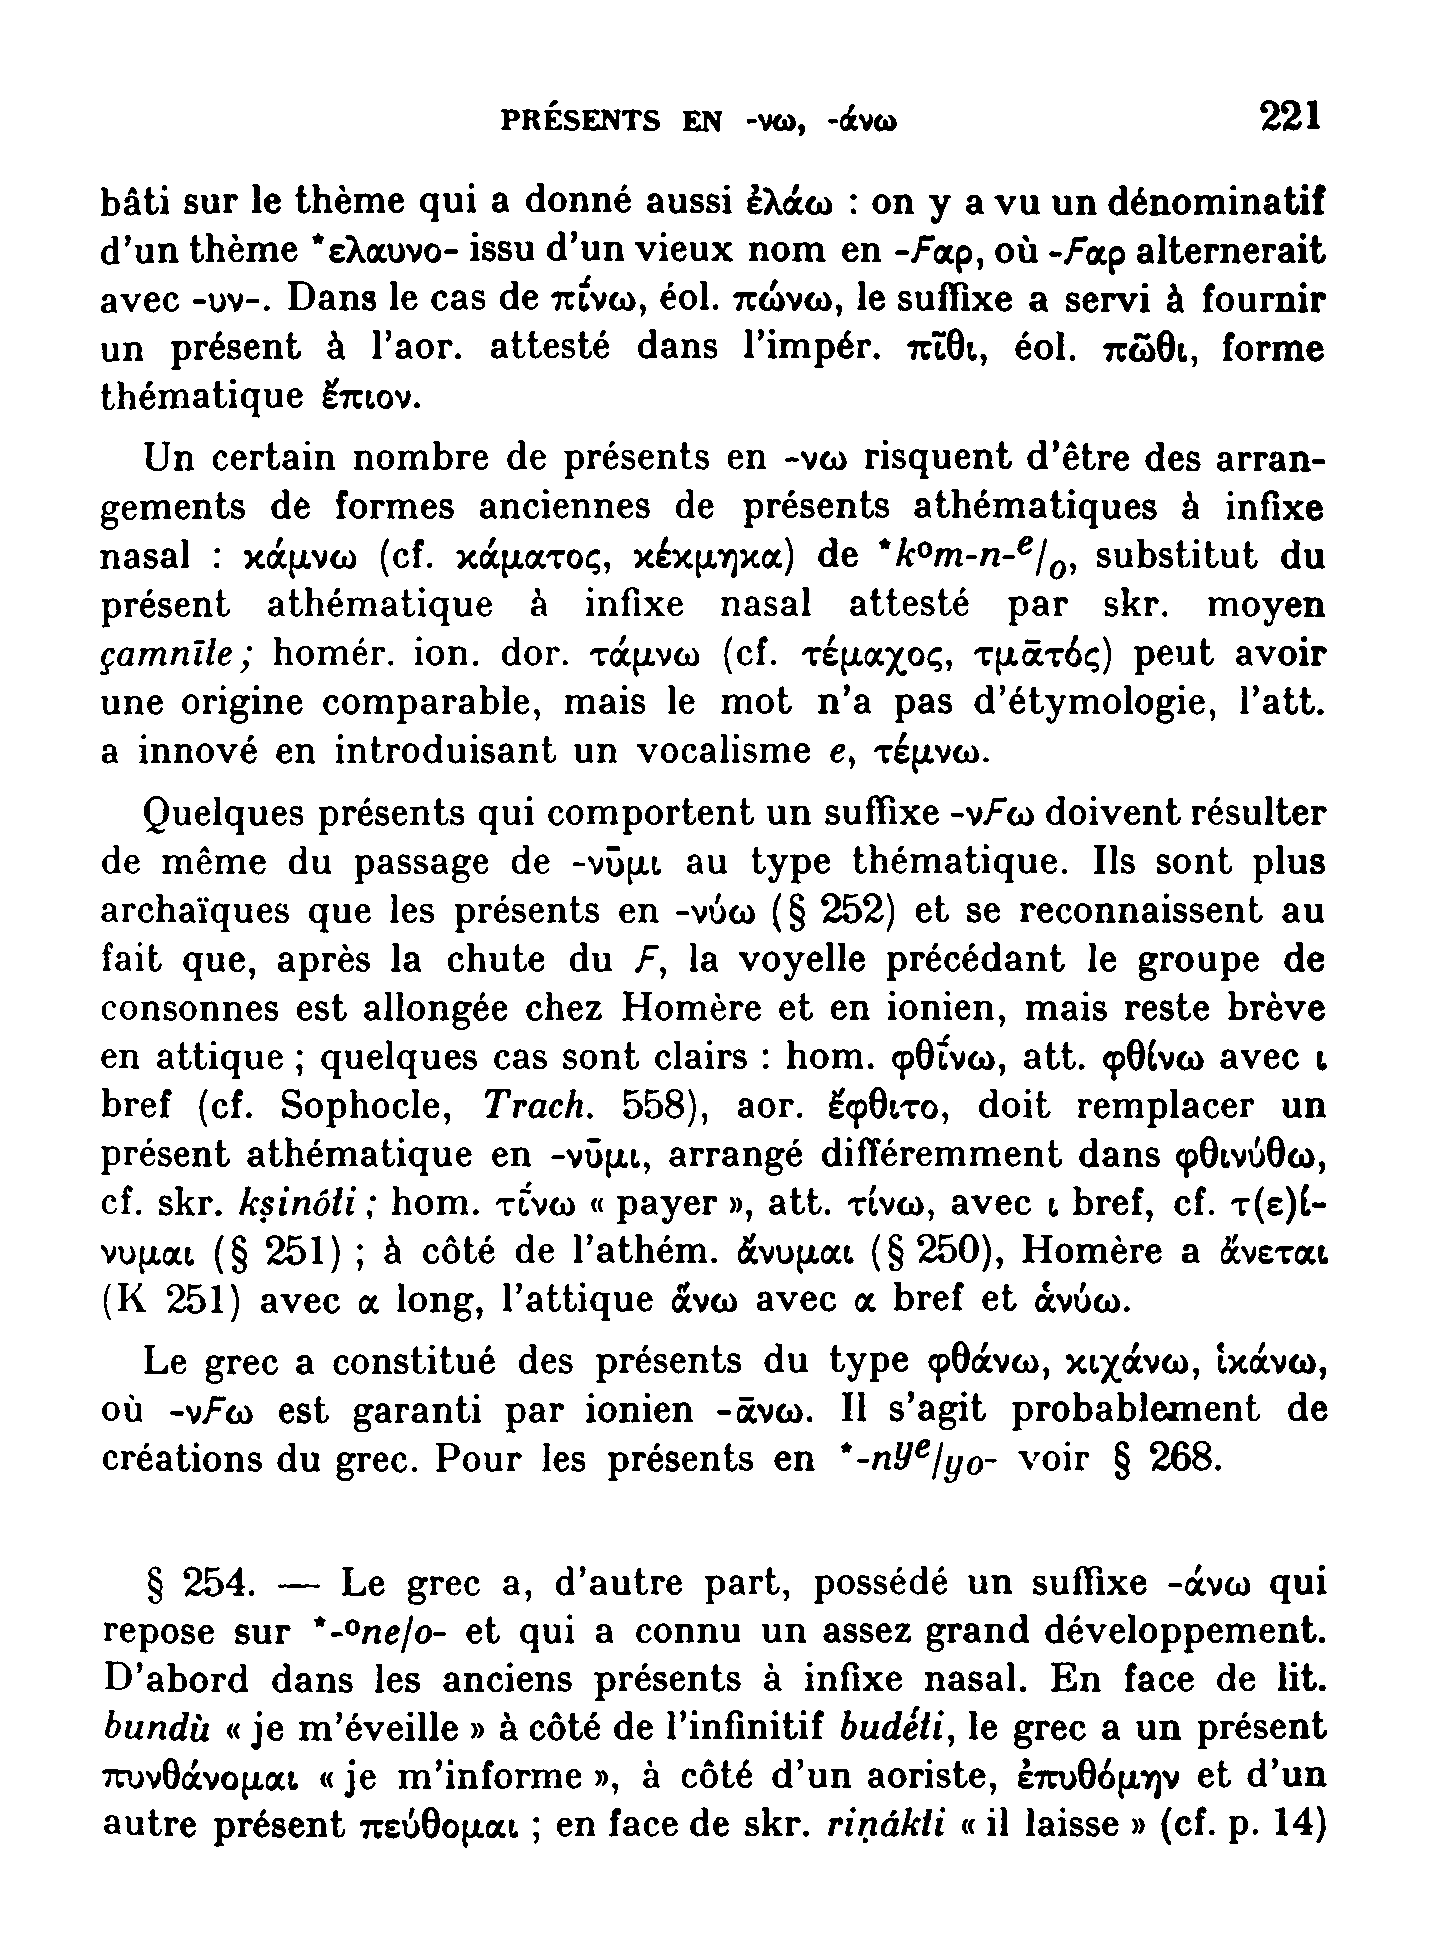 PRÉSENTS EN -νω, -άνω 221
bâti sur le thème qui a donné aussi ἐλάω : on y a vu un dénominatif
d'un thème *ελαυνο- issu d'un vieux nom en -Ϝαρ, où -Ϝαρ alternerait
avec -υν-. Dans le cas de πῑ́νω, éol. πώνω, le suffixe a servi à fournir
un présent à l'aor. attesté dans l'impér. πῖθι, éol. πῶθι, forme
thématique ἔπιον.
Un certain nombre de présents en -νω risquent d'être des arran-
gements de formes anciennes de présents athématiques à infixe
nasal : κάμνω (cf. κάματος, κέκμηκα) de *kᵒm-n-ᵉ/ₒ, substitut du
présent athématique à infixe nasal attesté par skr. moyen
çamnīte; homér. ion. dor. τάμνω (cf. τέμαχος, τμᾱτός) peut avoir
une origine comparable, mais le mot n'a pas d'étymologie, l'att.
a innové en introduisant un vocalisme e, τέμνω.
Quelques présents qui comportent un suffixe -νϜω doivent résulter
de même du passage de -νῡμι au type thématique. Ils sont plus
archaïques que les présents en -νύω (§ 252) et se reconnaissent au
fait que, après la chute du Ϝ, la voyelle précédant le groupe de
consonnes est allongée chez Homère et en ionien, mais reste brève
en attique ; quelques cas sont clairs : hom. φθῑ́νω, att. φθίνω avec ι
bref (cf. Sophocle, Trach. 558), aor. ἔφθιτο, doit remplacer un
présent athématique en -νῡμι, arrangé différemment dans φθινύθω,
cf. skr. kṣinóti ; hom. τῑ́νω « payer », att. τίνω, avec ι bref, cf. τ(ε)ί-
νυμαι (§ 251) ; à côté de l'athém. ἄνυμαι (§ 250), Homère a ἄνεται
(K 251) avec α long, l'attique ἄνω avec α bref et ἀνύω.
Le grec a constitué des présents du type φθάνω, κιχάνω, ἱκάνω,
où -νϜω est garanti par ionien -ᾱνω. Il s'agit probablement de
créations du grec. Pour les présents en *-nyᵉ/yo- voir § 268.
§ 254. — Le grec a, d'autre part, possédé un suffixe -άνω qui
repose sur *-ᵒne/o- et qui a connu un assez grand développement.
D'abord dans les anciens présents à infixe nasal. En face de lit.
bundù « je m'éveille » à côté de l'infinitif budė́ti, le grec a un présent
πυνθάνομαι « je m'informe », à côté d'un aoriste, ἐπυθόμην et d'un
autre présent πεύθομαι ; en face de skr. riṇákti « il laisse » (cf. p. 14)